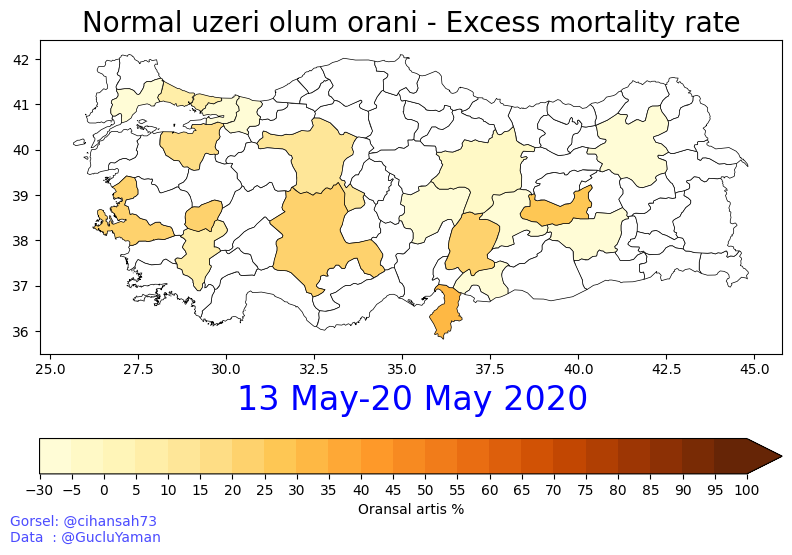 Normal uzeri olum orani - Excess mortality rate
42
41
40
39
38
37
36
25.0 27.5 30.0 32.5 35.0 37.5 40.0 42.5 45.0
13 May-20 May 2020
−30 −5 0 5 10 15 20 25 30 35 40 45 50 55 60 65 70 75 80 85 90 95 100
Oransal artis %
Gorsel: @cihansah73
Data : @GucluYaman